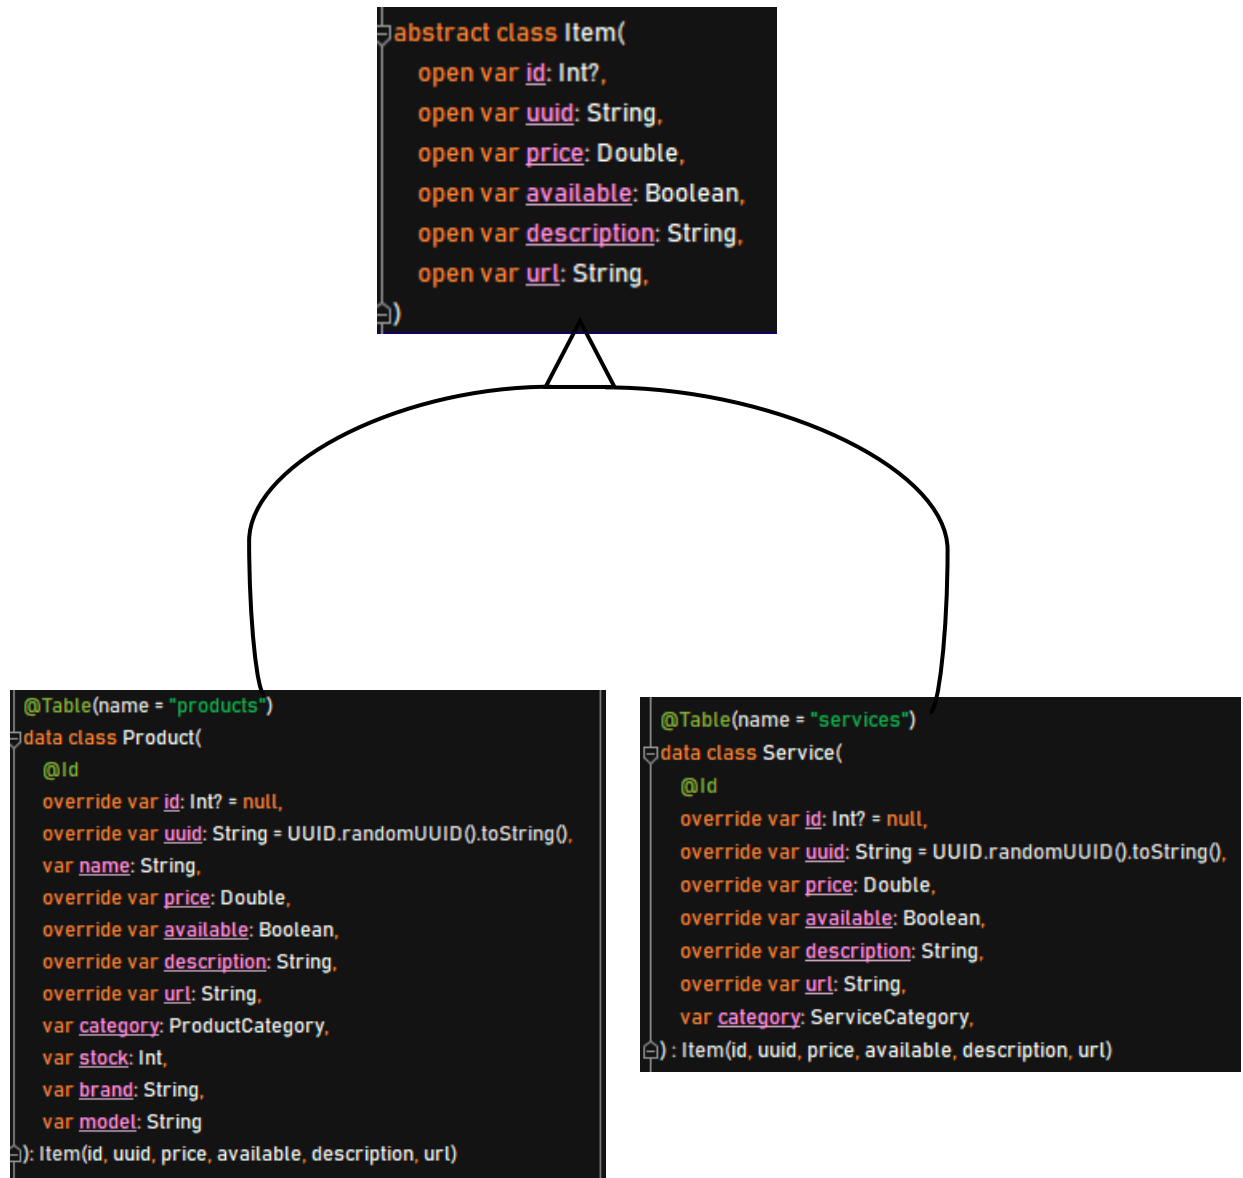 abstract class Item(
open var id: Int?,
open var uuid: String,
open var price: Double,
open var available: Boolean,
open var description: String,
open var url: String,
)
@Table(name = "products")
data class Product(
@Id
override var id: Int? = null,
override var uuid: String = UUID.randomUUID().toString(),
var name: String,
override var price: Double,
override var available: Boolean,
override var description: String,
override var url: String,
var category: ProductCategory,
var stock: Int,
var brand: String,
var model: String
): Item(id, uuid, price, available, description, url)
@Table(name = "services")
data class Service(
@Id
override var id: Int? = null,
override var uuid: String = UUID.randomUUID().toString(),
override var price: Double,
override var available: Boolean,
override var description: String,
override var url: String,
var category: ServiceCategory,
) : Item(id, uuid, price, available, description, url)